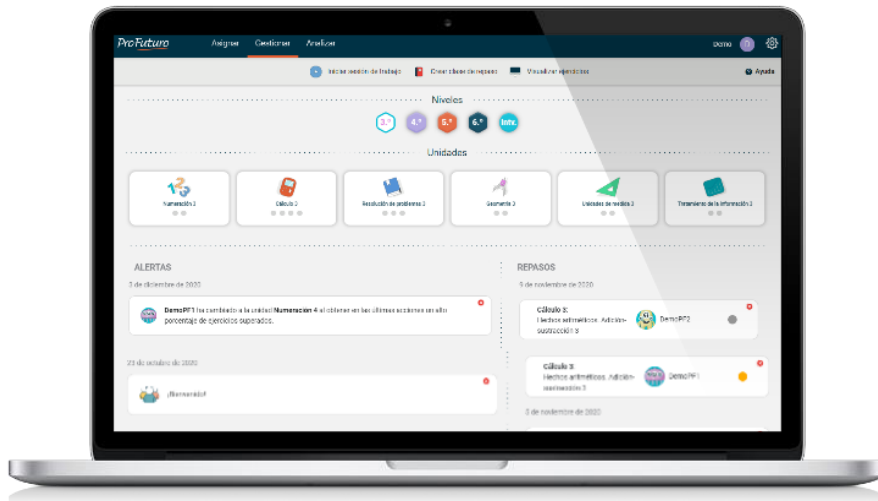 ProFuturo
Asignar Gestionar Analizar
Demo D
Iniciar sesión de trabajo Crear clase de repaso Visualizar ejercicios
Ayuda
Niveles
3.º 4.º 5.º 6.º Intr.
Unidades
Numeración 3 Cálculo 3 Resolución de problemas 3 Geometría 3 Unidades de medida 3 Tratamiento de la información 3
ALERTAS
REPASOS
3 de diciembre de 2020
9 de noviembre de 2020
DemoPF1 ha cambiado a la unidad Numeración 4 al obtener en las últimas acciones un alto
porcentaje de ejercicios superados.
Cálculo 3:
Hechos aritméticos. Adición-
sustracción 3
DemoPF2
23 de octubre de 2020
¡Bienvenido!
Cálculo 3:
Hechos aritméticos. Adición-
sustracción 3
DemoPF1
de noviembre de 2020